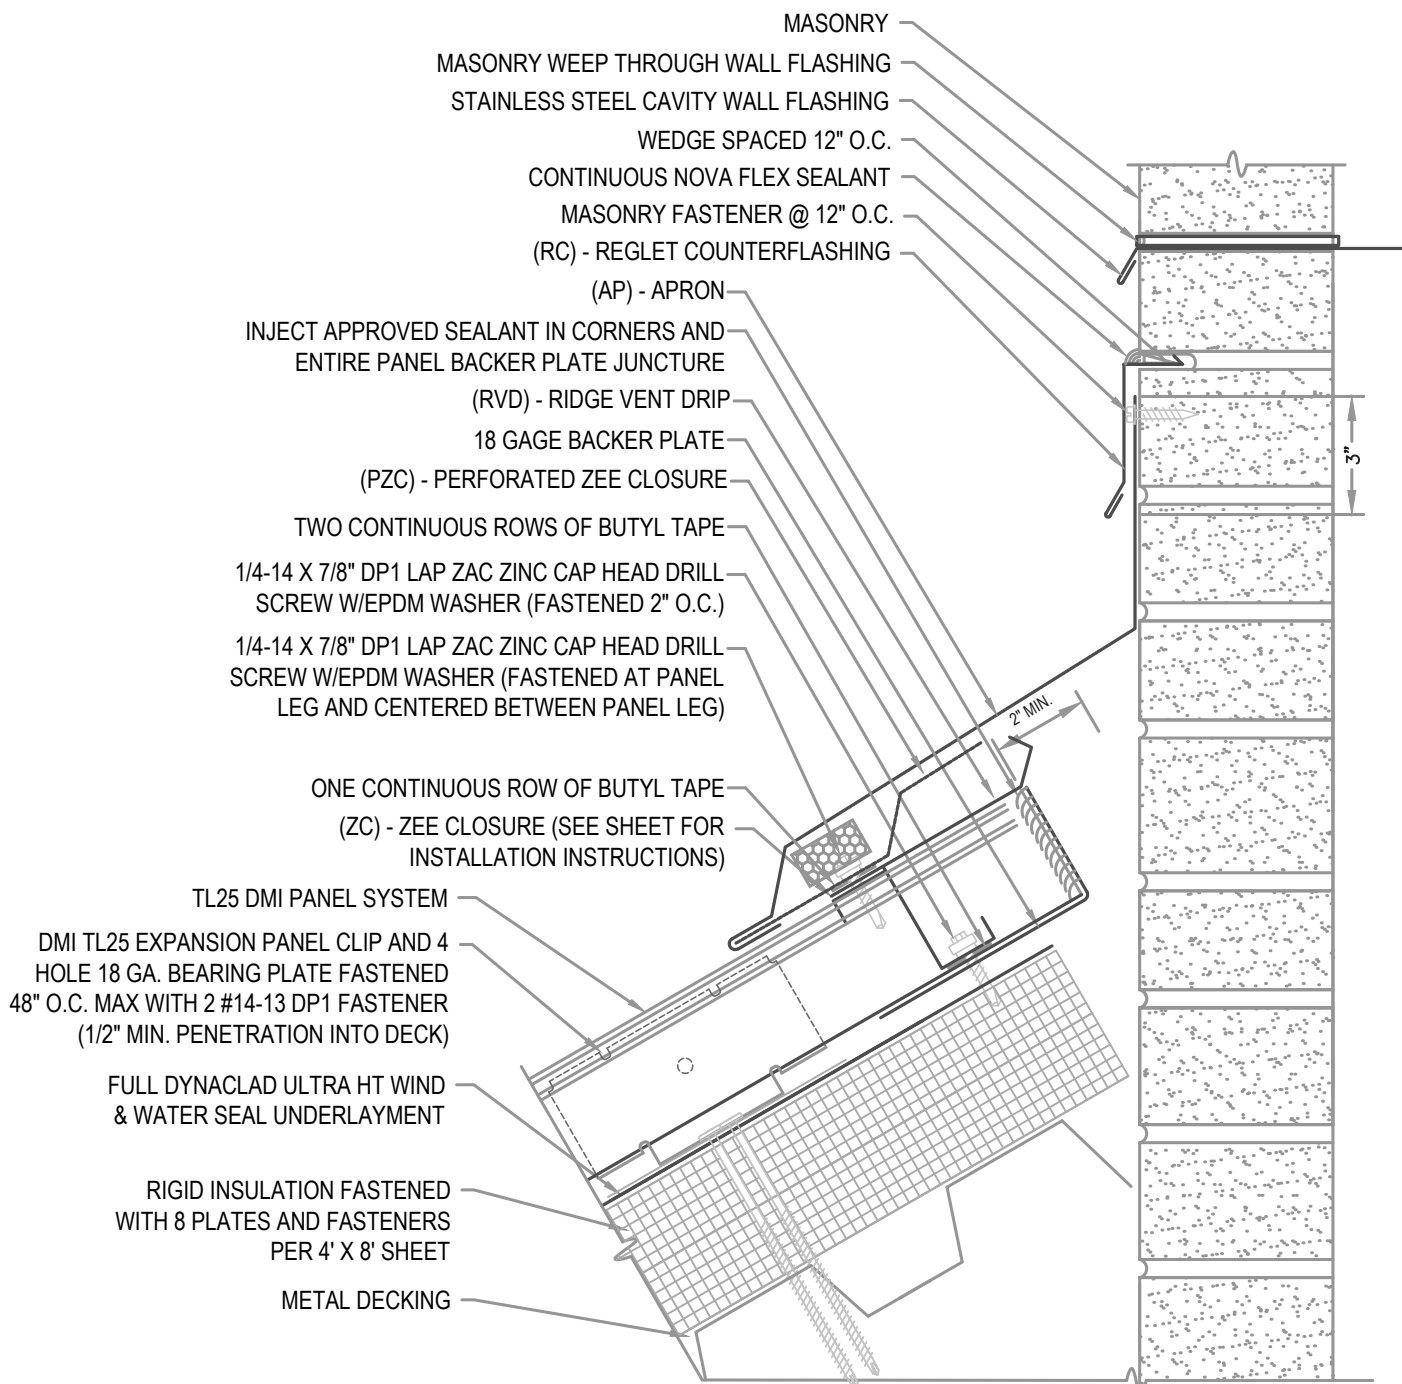 MASONRY
MASONRY WEEP THROUGH WALL FLASHING
STAINLESS STEEL CAVITY WALL FLASHING
WEDGE SPACED 12" O.C.
CONTINUOUS NOVA FLEX SEALANT
MASONRY FASTENER @ 12" O.C.
(RC) - REGLET COUNTERFLASHING
(AP) - APRON
INJECT APPROVED SEALANT IN CORNERS AND
ENTIRE PANEL BACKER PLATE JUNCTURE
(RVD) - RIDGE VENT DRIP
18 GAGE BACKER PLATE
(PZC) - PERFORATED ZEE CLOSURE
TWO CONTINUOUS ROWS OF BUTYL TAPE
1/4-14 X 7/8" DP1 LAP ZAC ZINC CAP HEAD DRILL
SCREW W/EPDM WASHER (FASTENED 2" O.C.)
1/4-14 X 7/8" DP1 LAP ZAC ZINC CAP HEAD DRILL
SCREW W/EPDM WASHER (FASTENED AT PANEL
LEG AND CENTERED BETWEEN PANEL LEG)
ONE CONTINUOUS ROW OF BUTYL TAPE
(ZC) - ZEE CLOSURE (SEE SHEET FOR
INSTALLATION INSTRUCTIONS)
TL25 DMI PANEL SYSTEM
DMI TL25 EXPANSION PANEL CLIP AND 4
HOLE 18 GA. BEARING PLATE FASTENED
48" O.C. MAX WITH 2 #14-13 DP1 FASTENER
(1/2" MIN. PENETRATION INTO DECK)
FULL DYNACLAD ULTRA HT WIND
& WATER SEAL UNDERLAYMENT
RIGID INSULATION FASTENED
WITH 8 PLATES AND FASTENERS
PER 4' X 8' SHEET
METAL DECKING
3"
2" MIN.